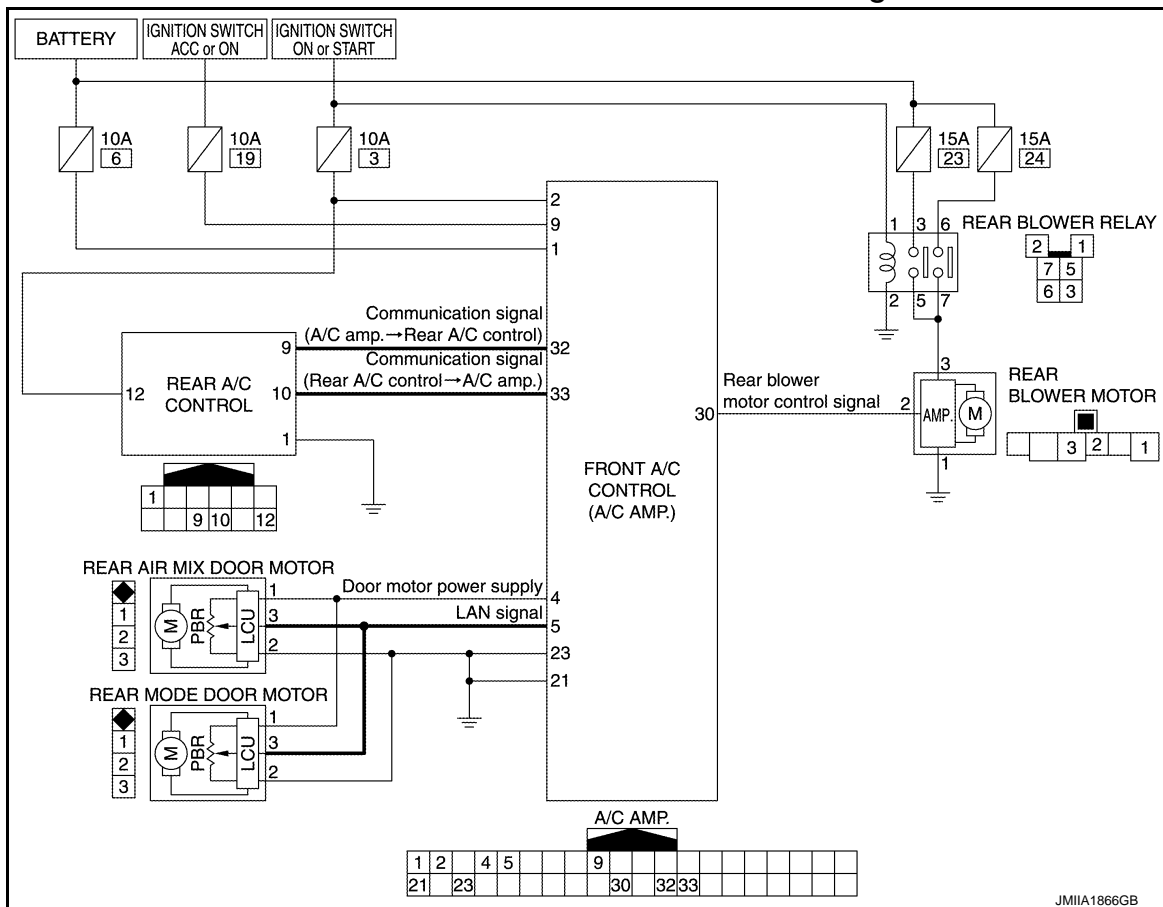 BATTERY
IGNITION SWITCH
ACC or ON
IGNITION SWITCH
ON or START
10A
6
10A
19
10A
3
15A
23
15A
24
2
9
1
1 3 6
2 5 7
REAR BLOWER RELAY
2 1
7 5
6 3
Communication signal
(A/C amp.→Rear A/C control)
9
32
Communication signal
(Rear A/C control→A/C amp.)
10
33
REAR A/C
CONTROL
12
1
1
9 10 12
Rear blower
motor control signal
30
2
3
AMP.
M
1
REAR
BLOWER MOTOR
3 2 1
FRONT A/C
CONTROL
(A/C AMP.)
REAR AIR MIX DOOR MOTOR
1
2
3
M
PBR
LCU
1
3
2
Door motor power supply
4
LAN signal
5
23
21
REAR MODE DOOR MOTOR
1
2
3
M
PBR
LCU
1
3
2
A/C AMP.
1 2 4 5 9
21 23 30 32 33
JMIIA1866GB